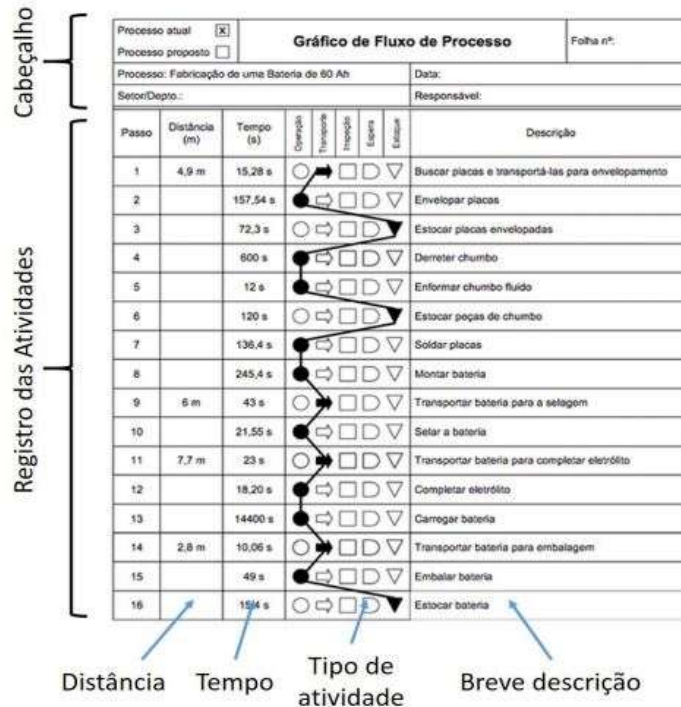 Cabeçalho
Processo atual X
Processo proposto
Gráfico de Fluxo de Processo
Folha nº:
Processo: Fabricação de uma Bateria de 60 Ah
Data:
Setor/Depto.:
Responsável:
Registro das Atividades
Passo Distância (m) Tempo (s) Operação Transporte Inspeção Espera Estoque Descrição
1 4,9 m 15,28 s Buscar placas e transportá-las para envelopamento
2 157,54 s Envelopar placas
3 72,3 s Estocar placas envelopadas
4 600 s Derreter chumbo
5 12 s Enformar chumbo fluído
6 120 s Estocar peças de chumbo
7 136,4 s Soldar placas
8 245,4 s Montar bateria
9 6 m 43 s Transportar bateria para a selagem
10 21,55 s Selar a bateria
11 7,7 m 23 s Transportar bateria para completar eletrólito
12 18,20 s Completar eletrólito
13 14400 s Carregar bateria
14 2,8 m 10,06 s Transportar bateria para embalagem
15 49 s Embalar bateria
16 s Estocar bateria
Distância Tempo Tipo de atividade Breve descrição